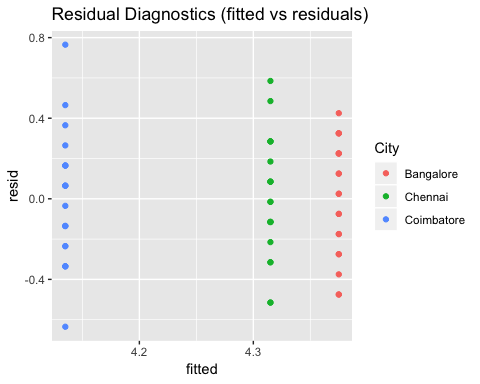 Residual Diagnostics (fitted vs residuals)
0.8
0.4
0.0
-0.4
resid
4.2
4.3
fitted
City
Bangalore
Chennai
Coimbatore